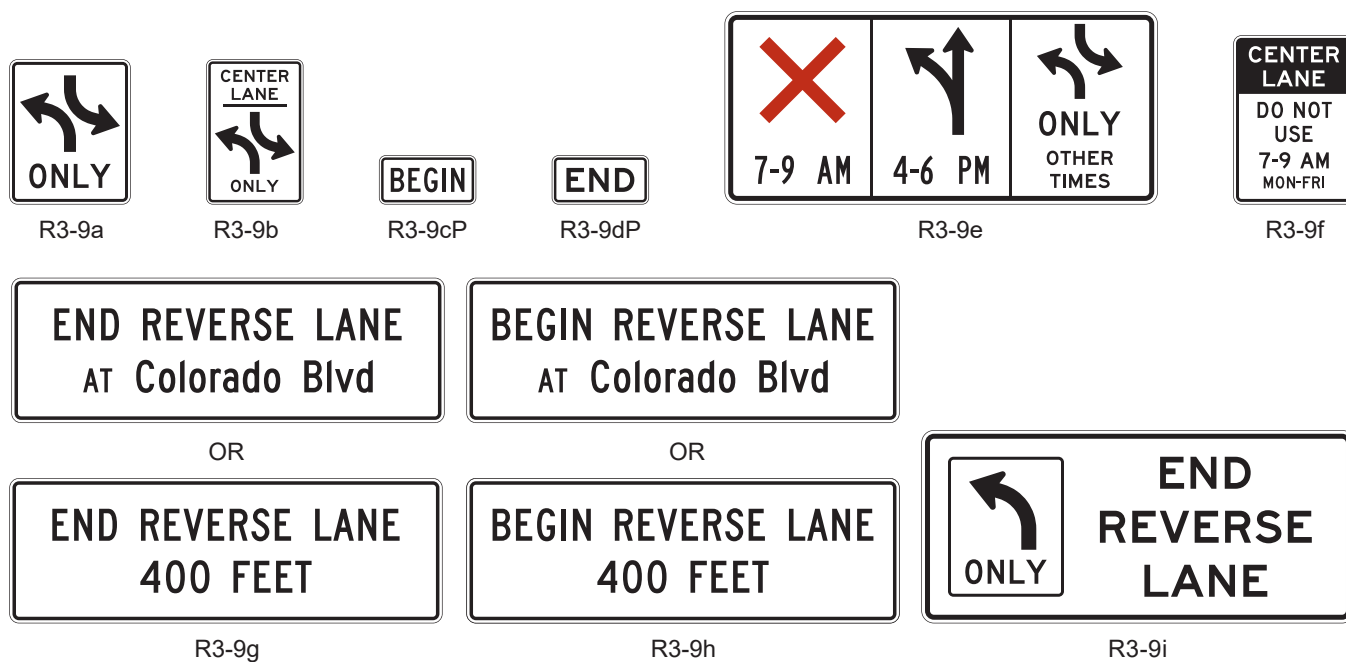 ONLY
R3-9a
CENTER
LANE
ONLY
R3-9b
BEGIN
R3-9cP
END
R3-9dP
7-9 AM
4-6 PM
ONLY
OTHER
TIMES
R3-9e
CENTER
LANE
DO NOT
USE
7-9 AM
MON-FRI
R3-9f
END REVERSE LANE
AT Colorado Blvd
OR
END REVERSE LANE
400 FEET
R3-9g
BEGIN REVERSE LANE
AT Colorado Blvd
OR
BEGIN REVERSE LANE
400 FEET
R3-9h
ONLY
END
REVERSE
LANE
R3-9i